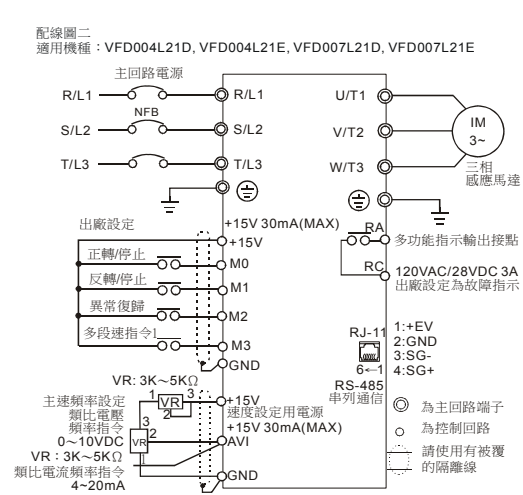 配線圖二
適用機種：VFD004L21D, VFD004L21E, VFD007L21D, VFD007L21E
主回路電源
R/L1
R/L1
U/T1
NFB
S/L2
S/L2
V/T2
IM
3~
T/L3
T/L3
W/T3
三相
感應馬達
出廠設定
+15V 30mA(MAX)
+15V
RA
多功能指示輸出接點
正轉/停止
M0
RC
120VAC/28VDC 3A
出廠設定為故障指示
反轉/停止
M1
異常復歸
M2
多段速指令1
M3
GND
RJ-11
6←1
RS-485
串列通信
1:+EV
2:GND
3:SG-
4:SG+
VR: 3K～5KΩ
1
VR
3
2
+15V
速度設定用電源
+15V 30mA(MAX)
主速頻率設定
類比電壓
頻率指令
0～10VDC
3
VR
2
1
AVI
VR：3K～5KΩ
類比電流頻率指令
4~20mA
GND
為主回路端子
為控制回路
請使用有被覆
的隔離線